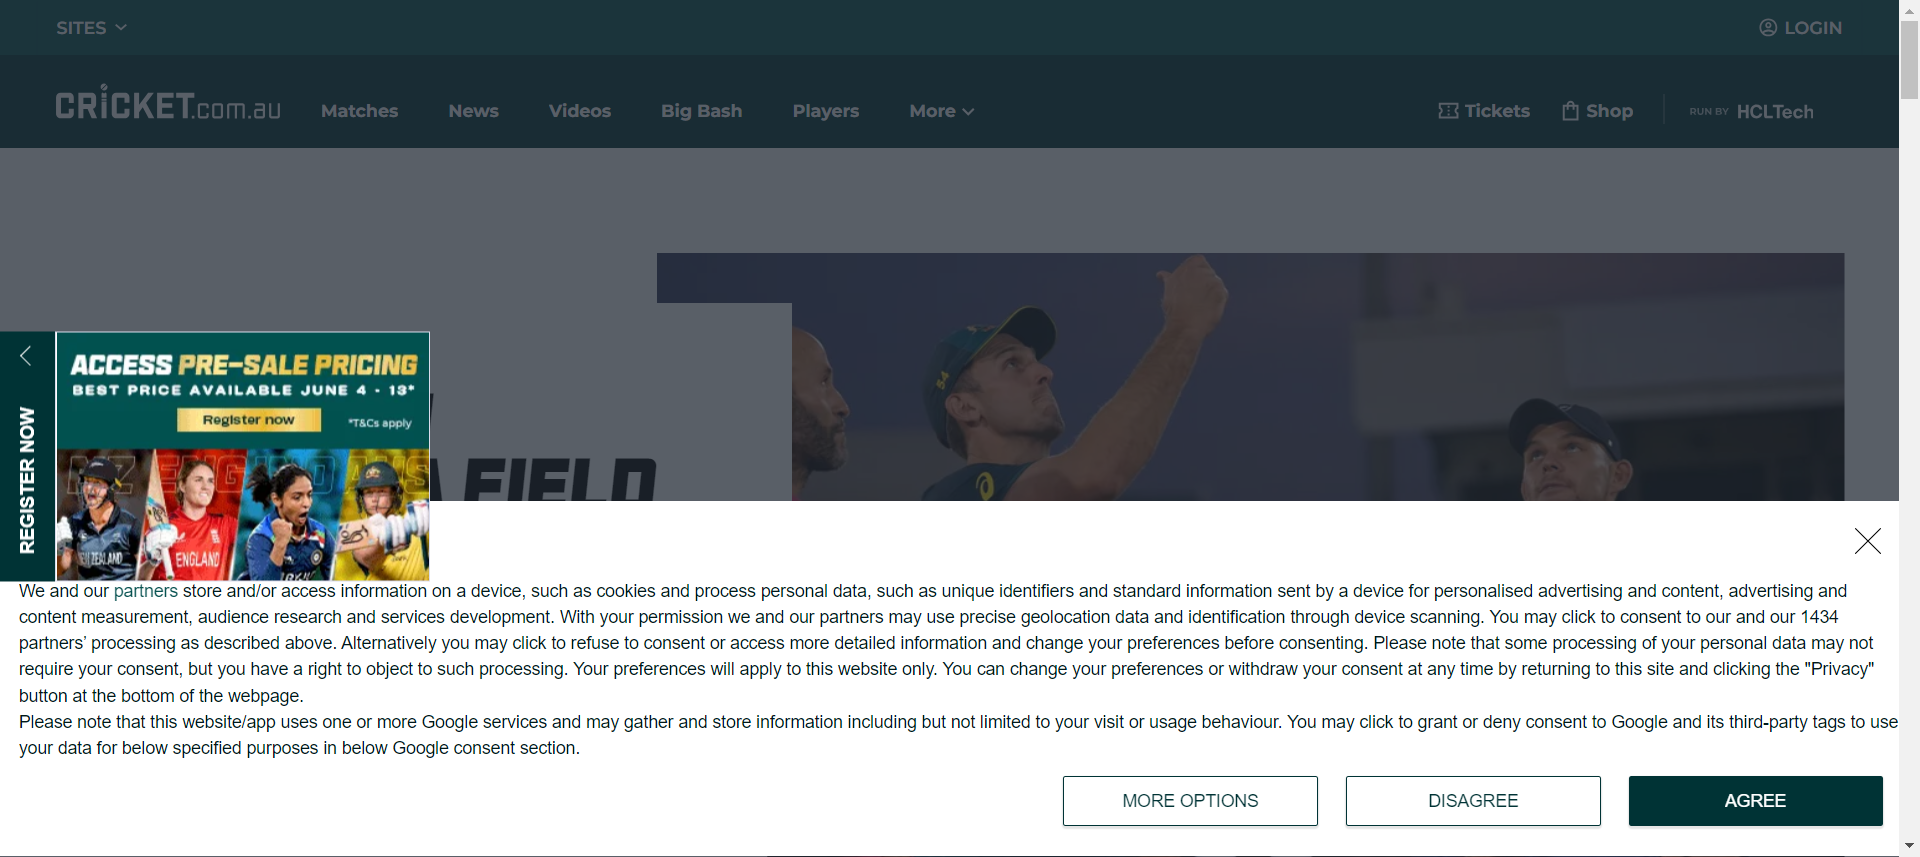 SITES
LOGIN
CRICKET.com.au
Matches
News
Videos
Big Bash
Players
More
Tickets
Shop
RUN BY HCLTech
REGISTER NOW
ACCESS PRE-SALE PRICING
BEST PRICE AVAILABLE JUNE 4 - 13*
Register now
*T&Cs apply
NZ ENG IND AUS
ENGLAND
FIELD
We and our partners store and/or access information on a device, such as cookies and process personal data, such as unique identifiers and standard information sent by a device for personalised advertising and content, advertising and
content measurement, audience research and services development. With your permission we and our partners may use precise geolocation data and identification through device scanning. You may click to consent to our and our 1434
partners’ processing as described above. Alternatively you may click to refuse to consent or access more detailed information and change your preferences before consenting. Please note that some processing of your personal data may not
require your consent, but you have a right to object to such processing. Your preferences will apply to this website only. You can change your preferences or withdraw your consent at any time by returning to this site and clicking the "Privacy"
button at the bottom of the webpage.
Please note that this website/app uses one or more Google services and may gather and store information including but not limited to your visit or usage behaviour. You may click to grant or deny consent to Google and its third-party tags to use
your data for below specified purposes in below Google consent section.
MORE OPTIONS
DISAGREE
AGREE